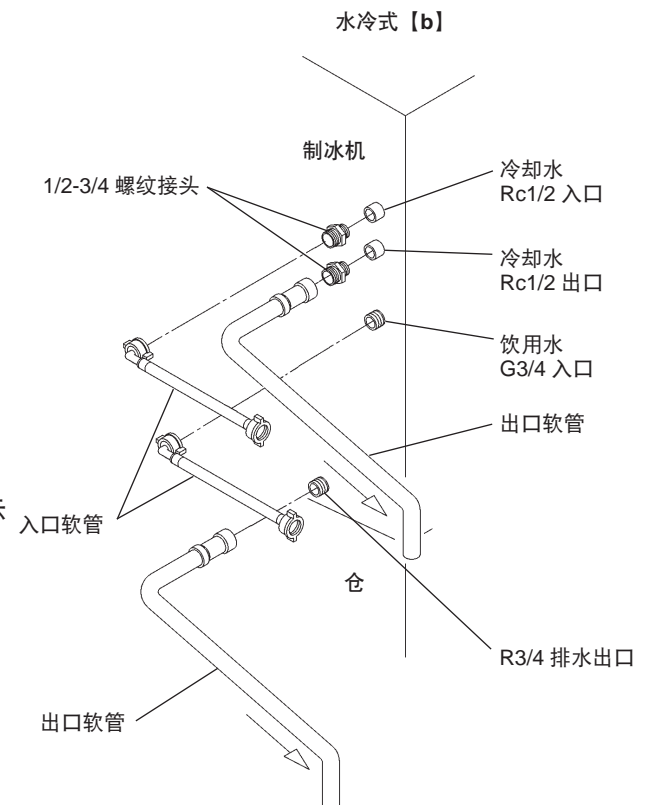 水冷式【b】
制冰机
1/2-3/4 螺纹接头
冷却水
Rc1/2 入口
冷却水
Rc1/2 出口
饮用水
G3/4 入口
出口软管
入口软管
仓
R3/4 排水出口
出口软管